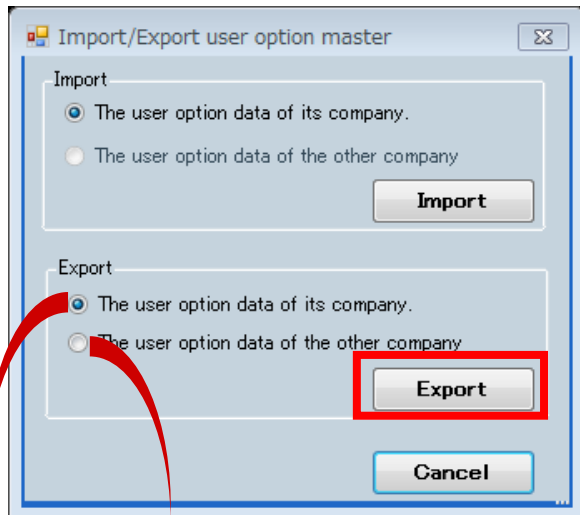 Import/Export user option master
Import
The user option data of its company.
The user option data of the other company
Import
Export
The user option data of its company.
The user option data of the other company
Export
Cancel